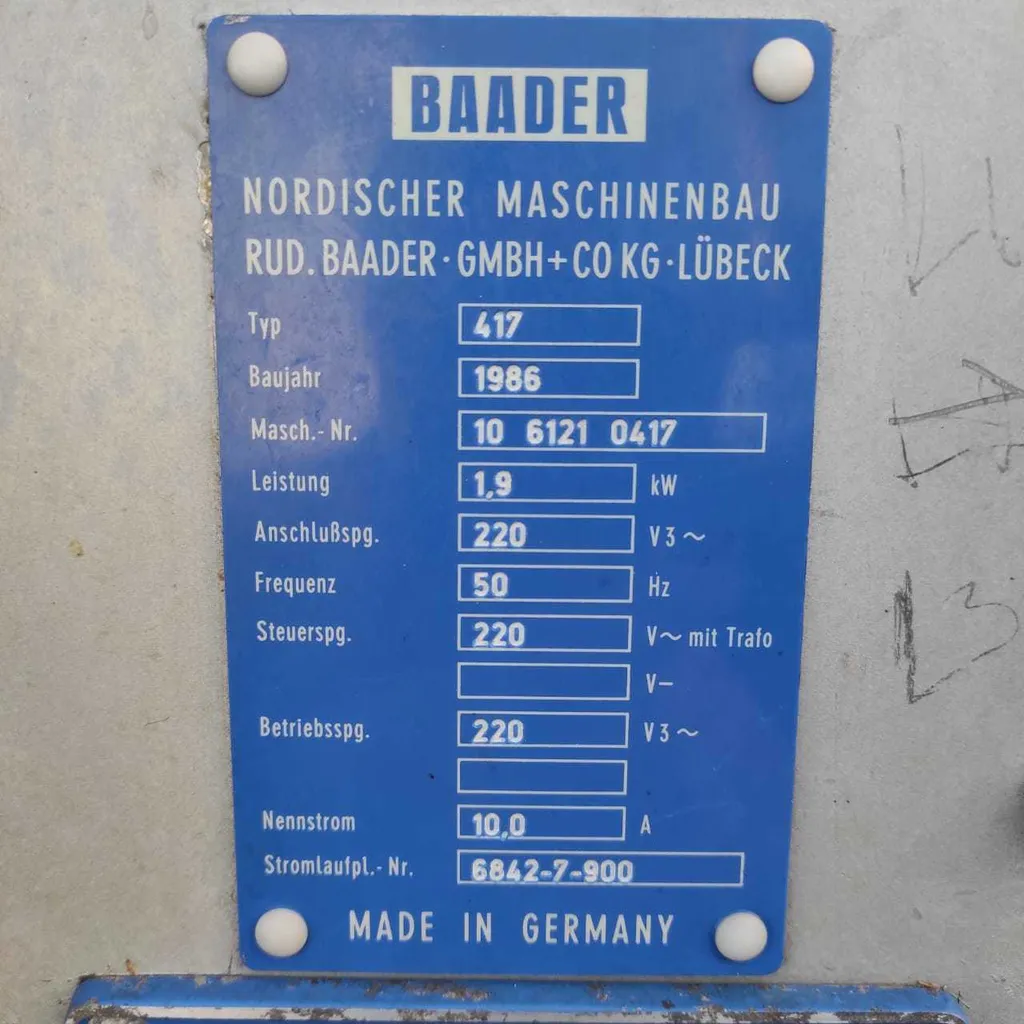 BAADER
NORDISCHER MASCHINENBAU
RUD. BAADER · GMBH + CO KG · LÜBECK
Typ 417
Baujahr 1986
Masch.-Nr. 10 6121 0417
Leistung 1,9 kW
Anschlußspg. 220 V 3 ~
Frequenz 50 Hz
Steuerspg. 220 V ~ mit Trafo
V –
Betriebsspg. 220 V 3 ~
Nennstrom 10,0 A
Stromlaufpl.-Nr. 6842-7-900
MADE IN GERMANY